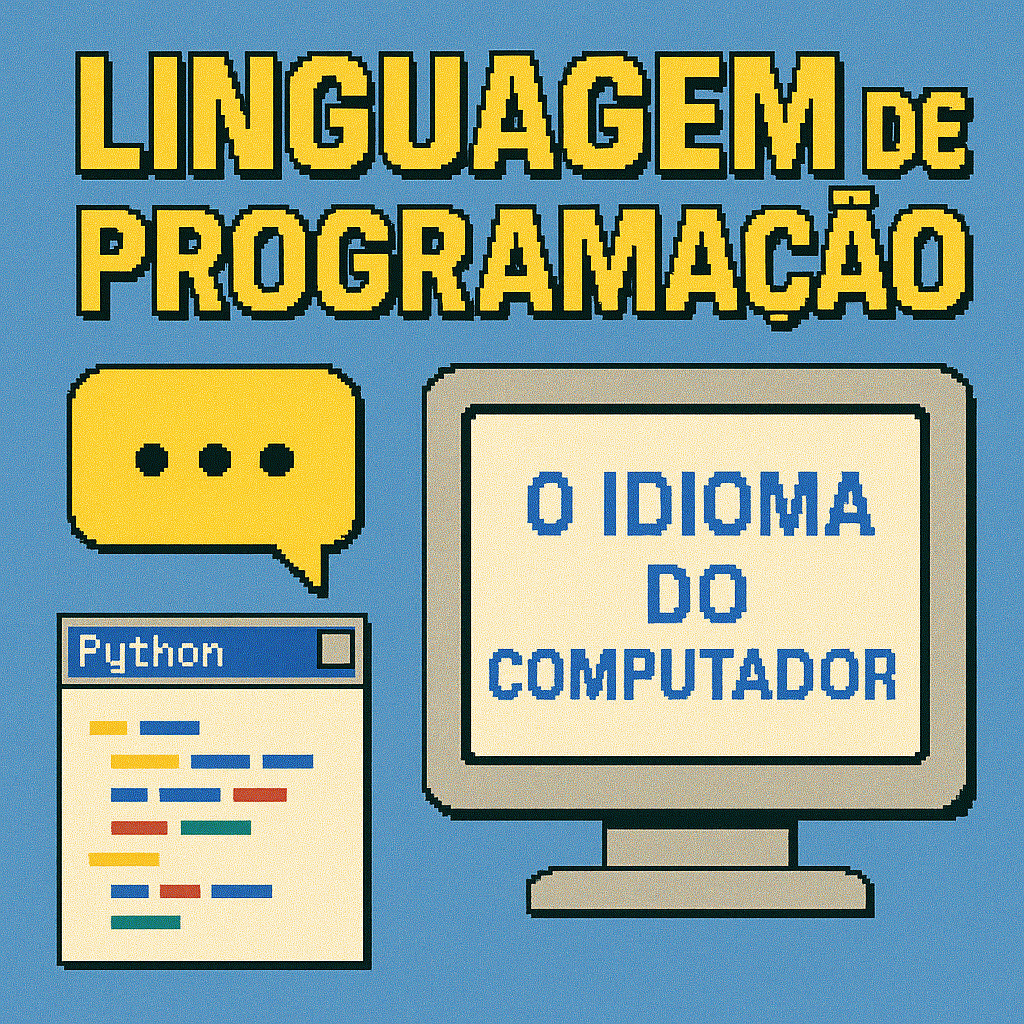 LINGUAGEM DE
PROGRAMAÇÃO
O IDIOMA
DO
COMPUTADOR
Python